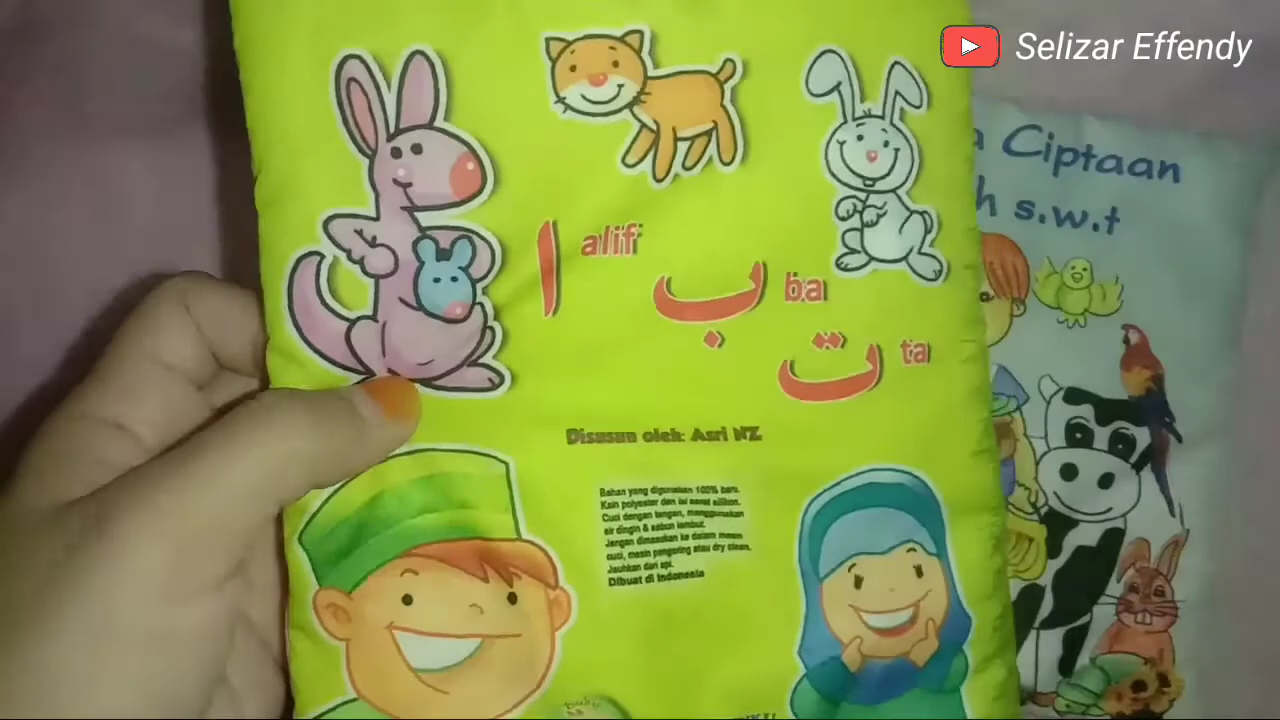 Selizar Effendy
Ciptaan
s.w.t
ا alif
ب ba
ت ta
Disusun oleh: Asri NZ
Bahan yang digunakan 100% baru.
Kain polyester dan isi serat silikon.
Cuci dengan tangan, menggunakan
air dingin & sabun lembut.
Jangan dimasukan ke dalam mesin
cuci, mesin pengering atau dry clean.
Jauhkan dari api.
Dibuat di Indonesia